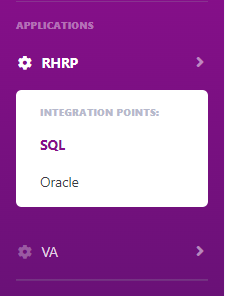 APPLICATIONS
RHRP
INTEGRATION POINTS:
SQL
Oracle
VA